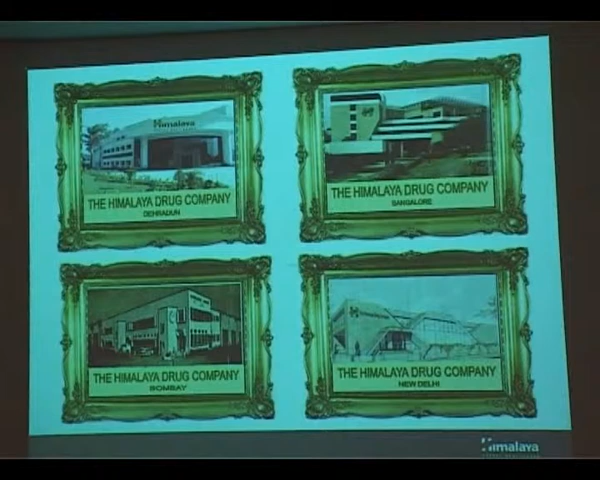 Himalaya
THE HIMALAYA DRUG COMPANY
DEHRADUN
THE HIMALAYA DRUG COMPANY
BANGALORE
THE HIMALAYA DRUG COMPANY
BOMBAY
THE HIMALAYA DRUG COMPANY
NEW DELHI
Himalaya